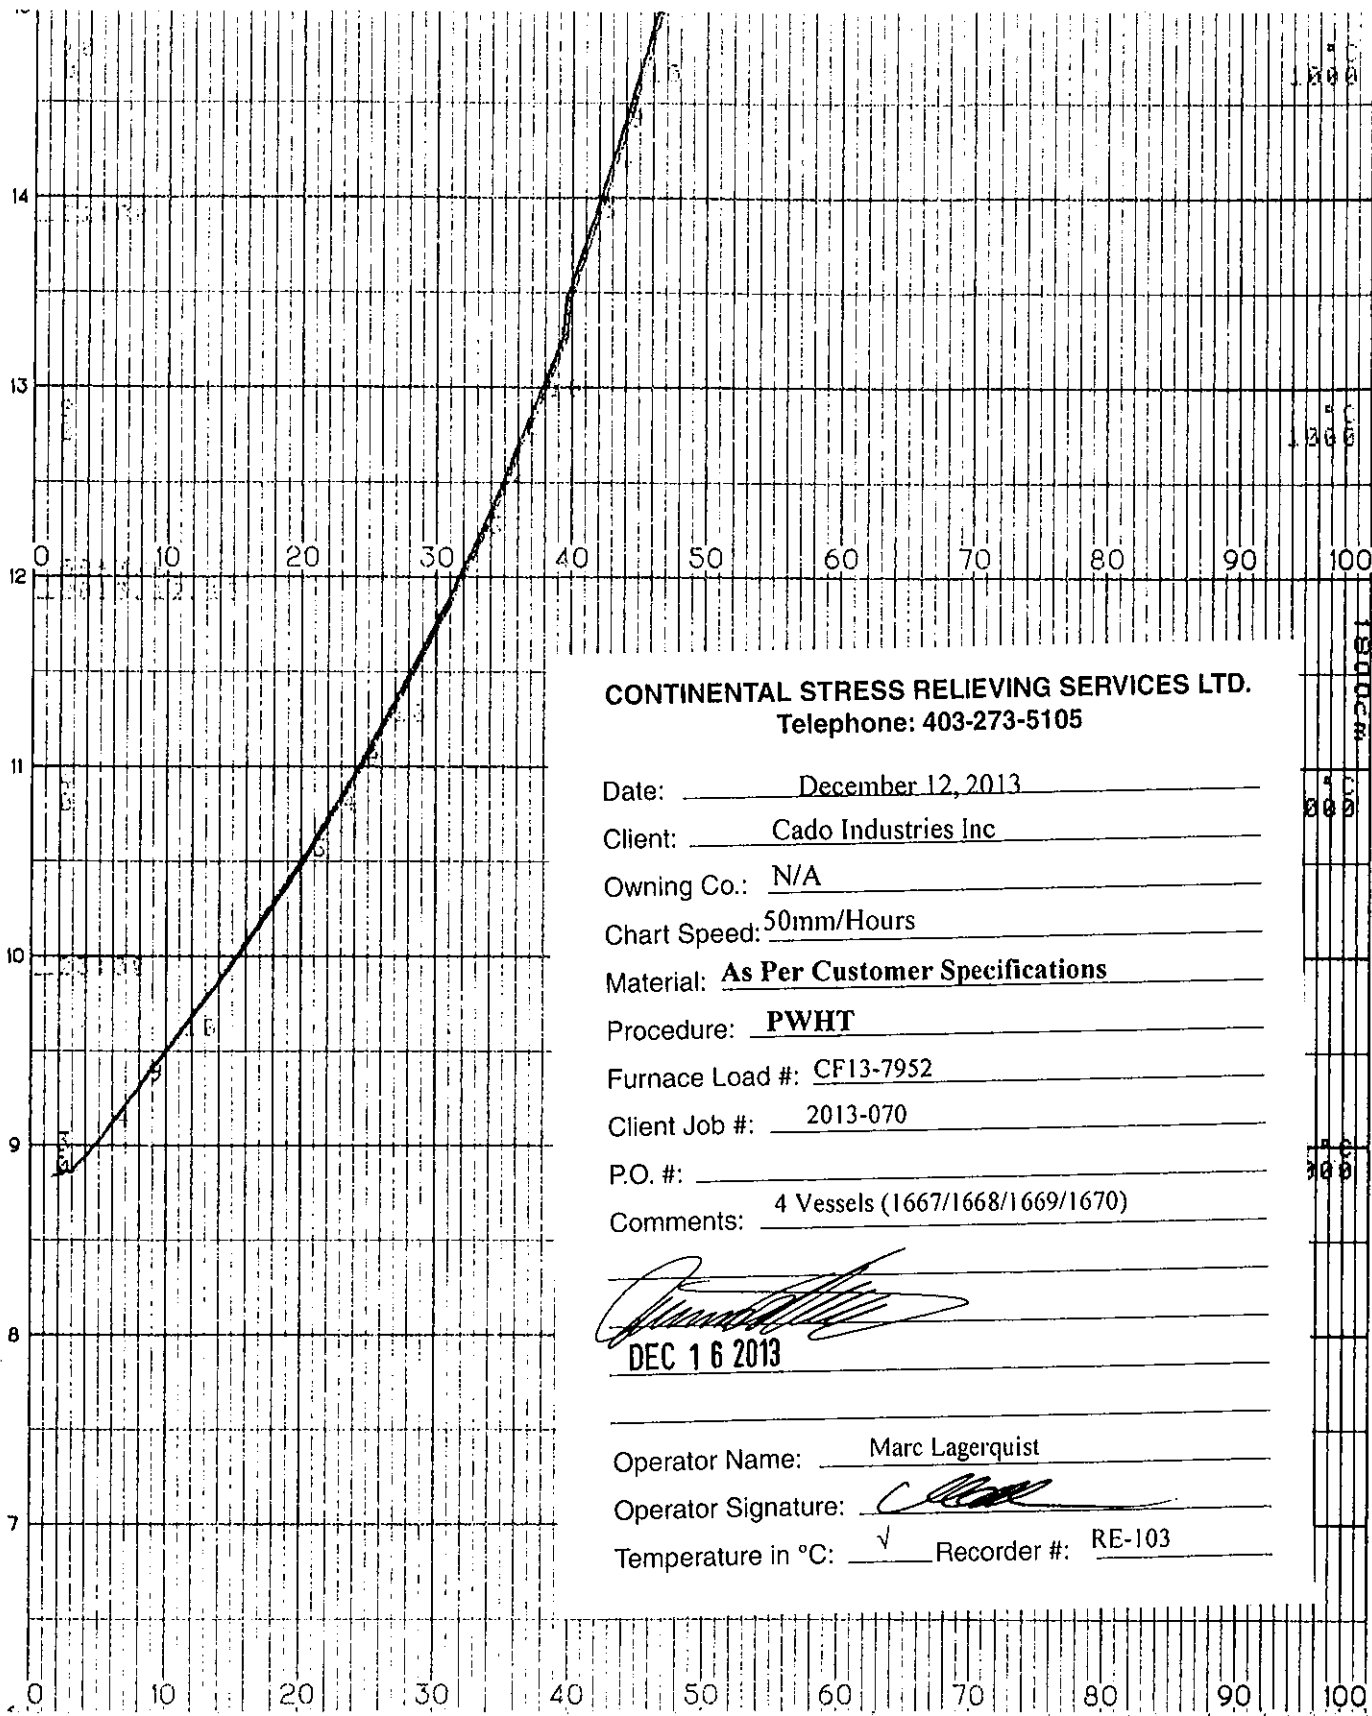 14
13
0 10 20 30 40 50 60 70 80 90 100
12
11
10
9
8
7
CONTINENTAL STRESS RELIEVING SERVICES LTD.
Telephone: 403-273-5105
Date: December 12, 2013
Client: Cado Industries Inc
Owning Co.: N/A
Chart Speed: 50mm/Hours
Material: As Per Customer Specifications
Procedure: PWHT
Furnace Load #: CF13-7952
Client Job #: 2013-070
P.O. #:
Comments: 4 Vessels (1667/1668/1669/1670)
DEC 16 2013
Operator Name: Marc Lagerquist
Operator Signature:
Temperature in °C: √ Recorder #: RE-103
0 10 20 30 40 50 60 70 80 90 100